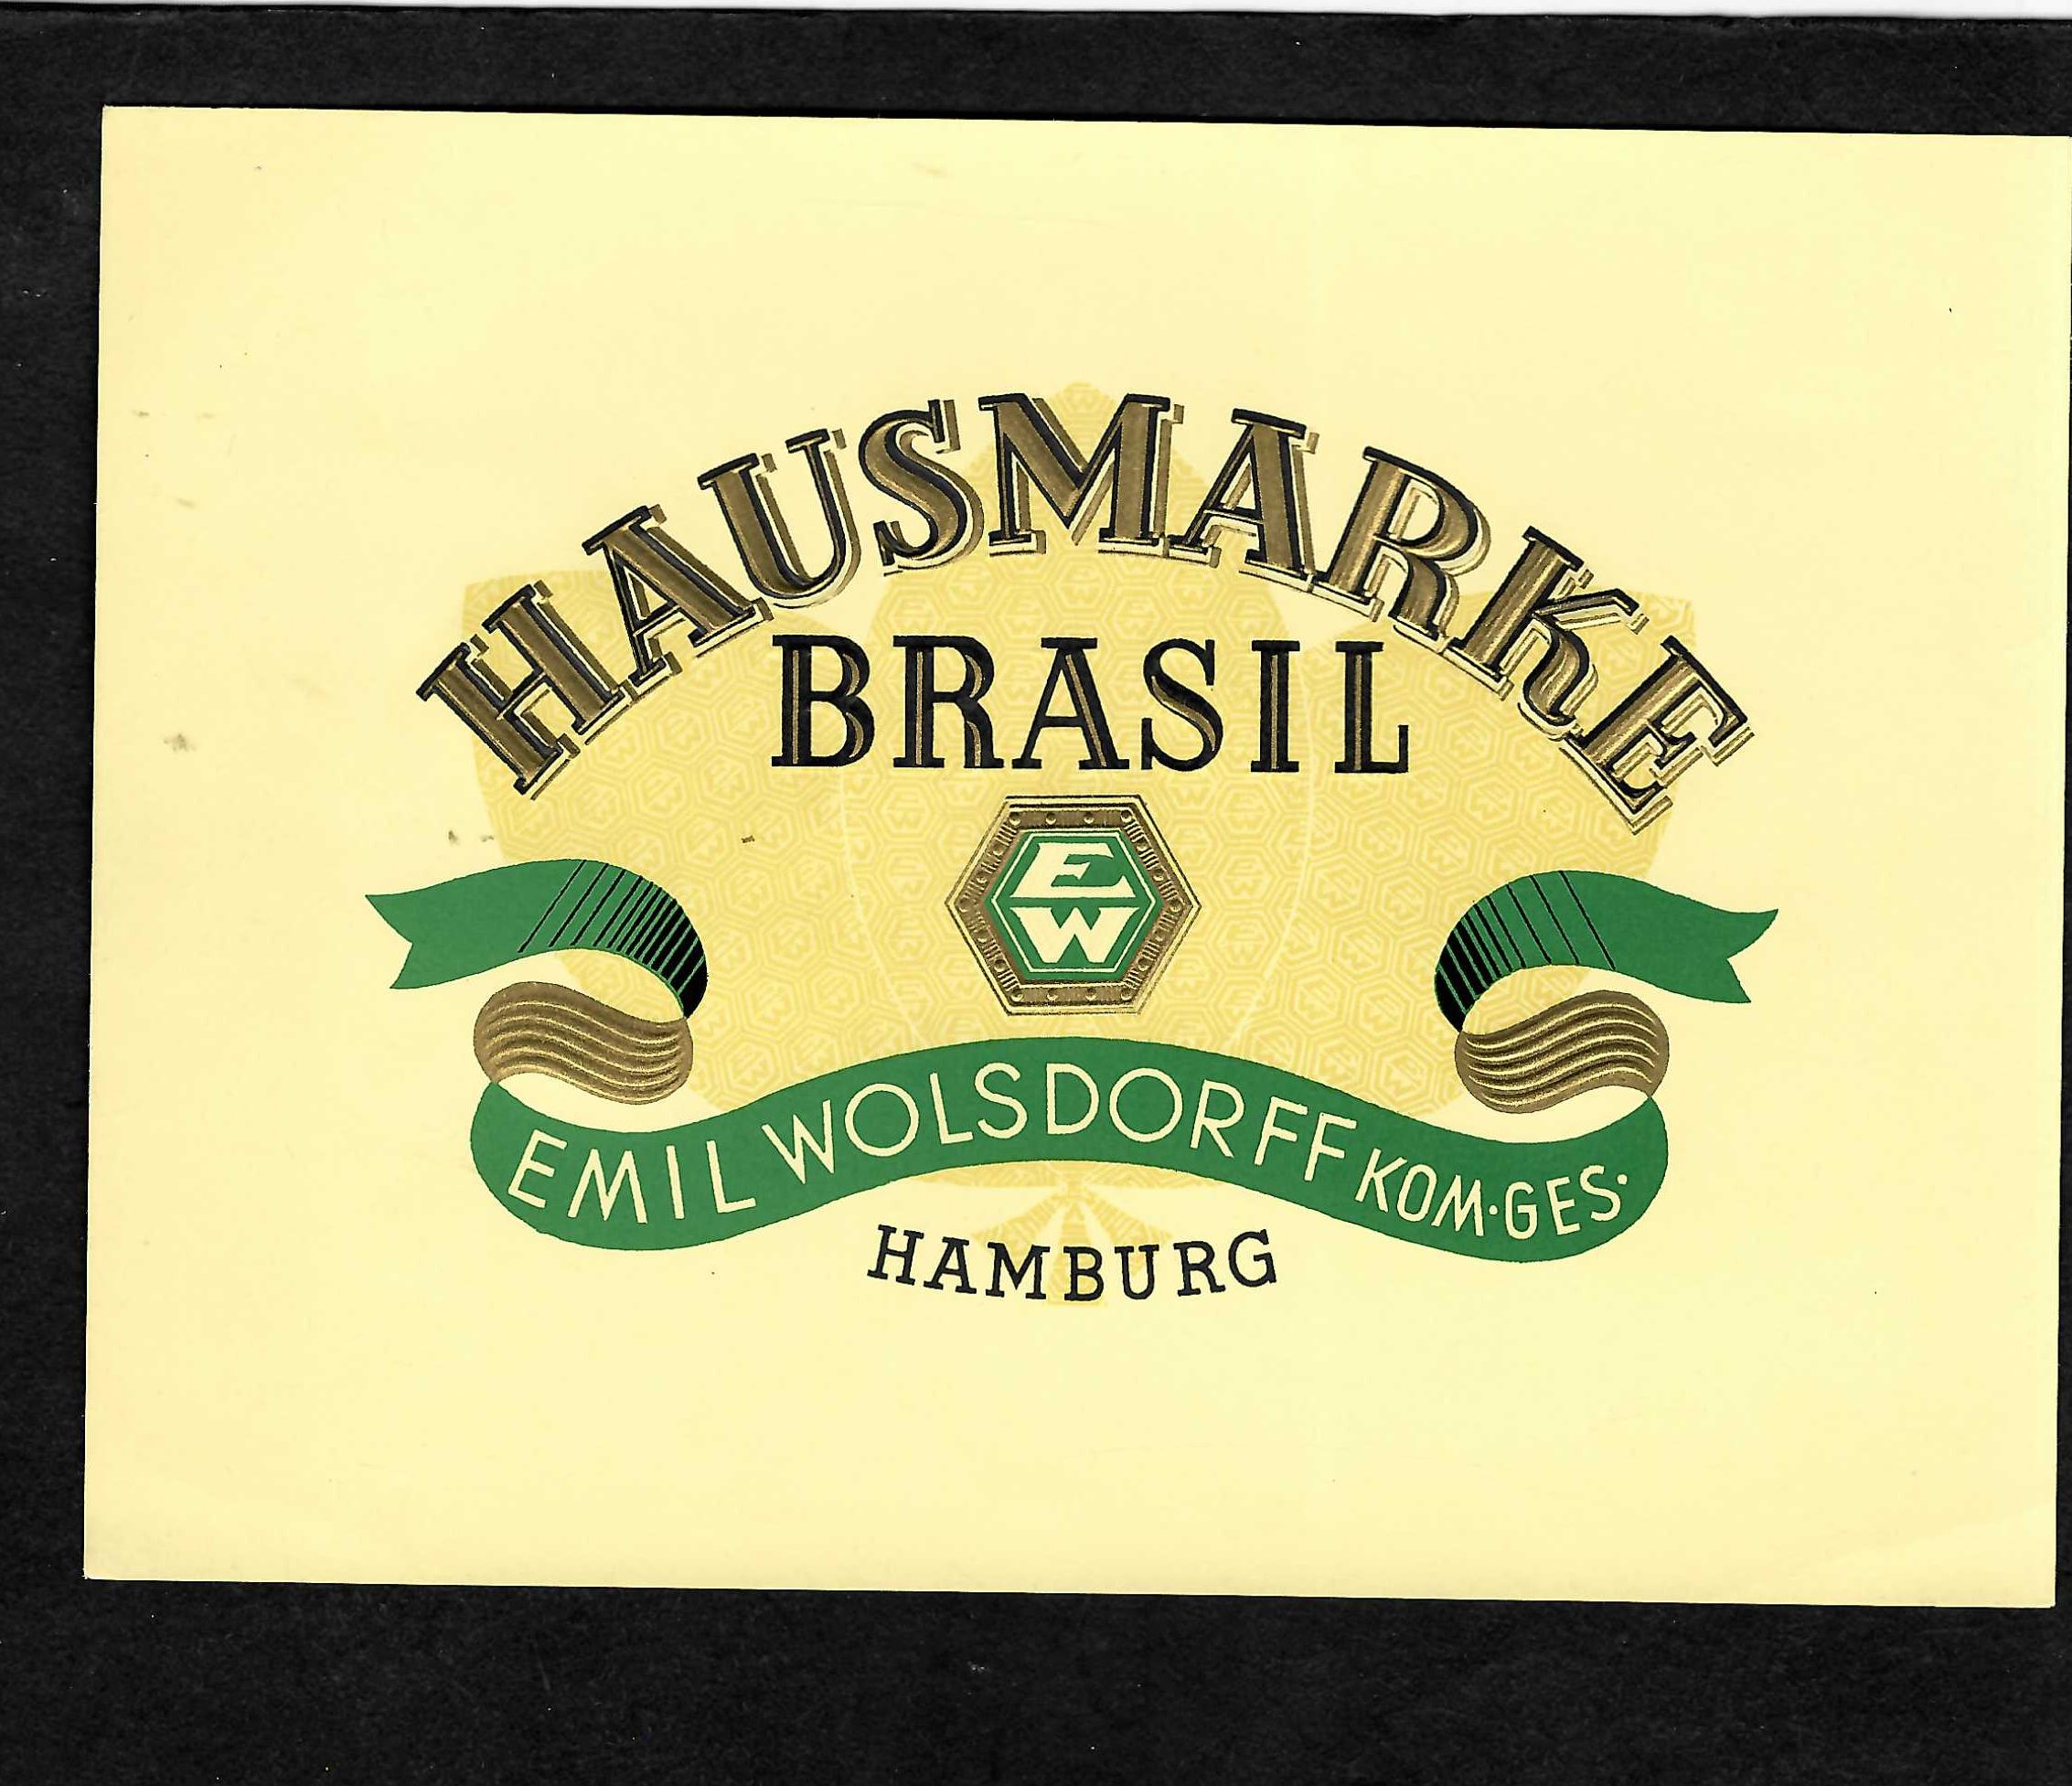 HAUSMARKE
BRASIL
EW
EMIL WOLSDORFF KOM·GES·
HAMBURG